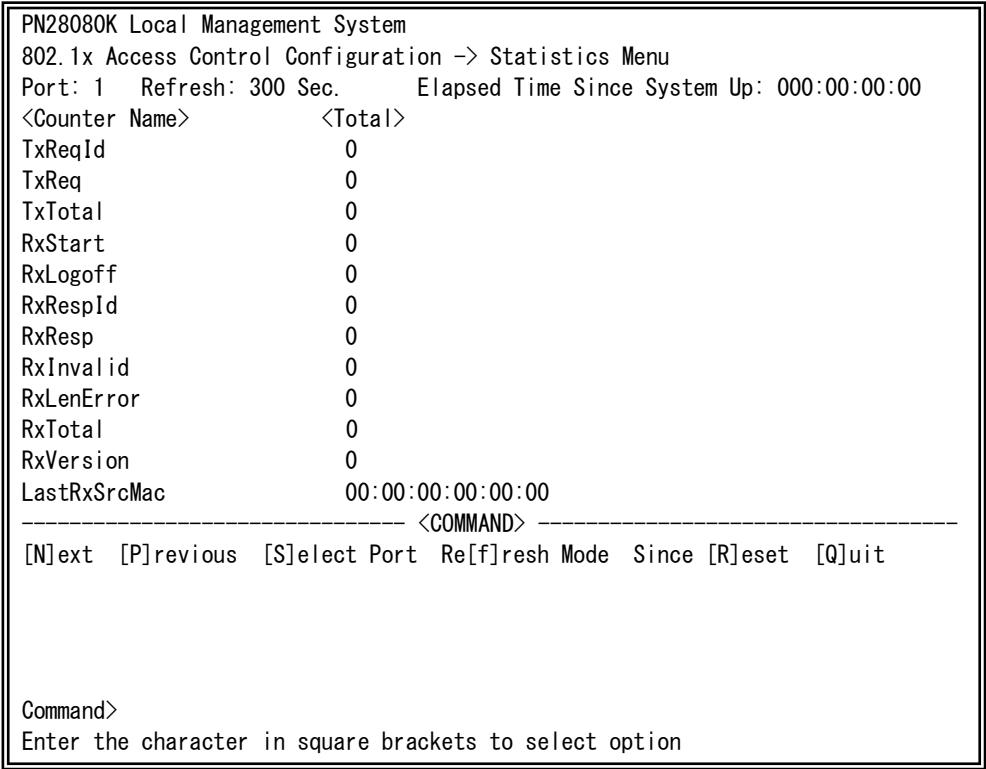 PN28080K Local Management System
802.1x Access Control Configuration -> Statistics Menu
Port: 1   Refresh: 300 Sec.       Elapsed Time Since System Up: 000:00:00:00
<Counter Name>            <Total>
TxReqId                     0
TxReq                       0
TxTotal                     0
RxStart                     0
RxLogoff                    0
RxRespId                    0
RxResp                      0
RxInvalid                   0
RxLenError                  0
RxTotal                     0
RxVersion                   0
LastRxSrcMac                00:00:00:00:00:00
-------------------------------- <COMMAND> -----------------------------------
[N]ext  [P]revious  [S]elect Port  Re[f]resh Mode  Since [R]eset  [Q]uit
Command>
Enter the character in square brackets to select option